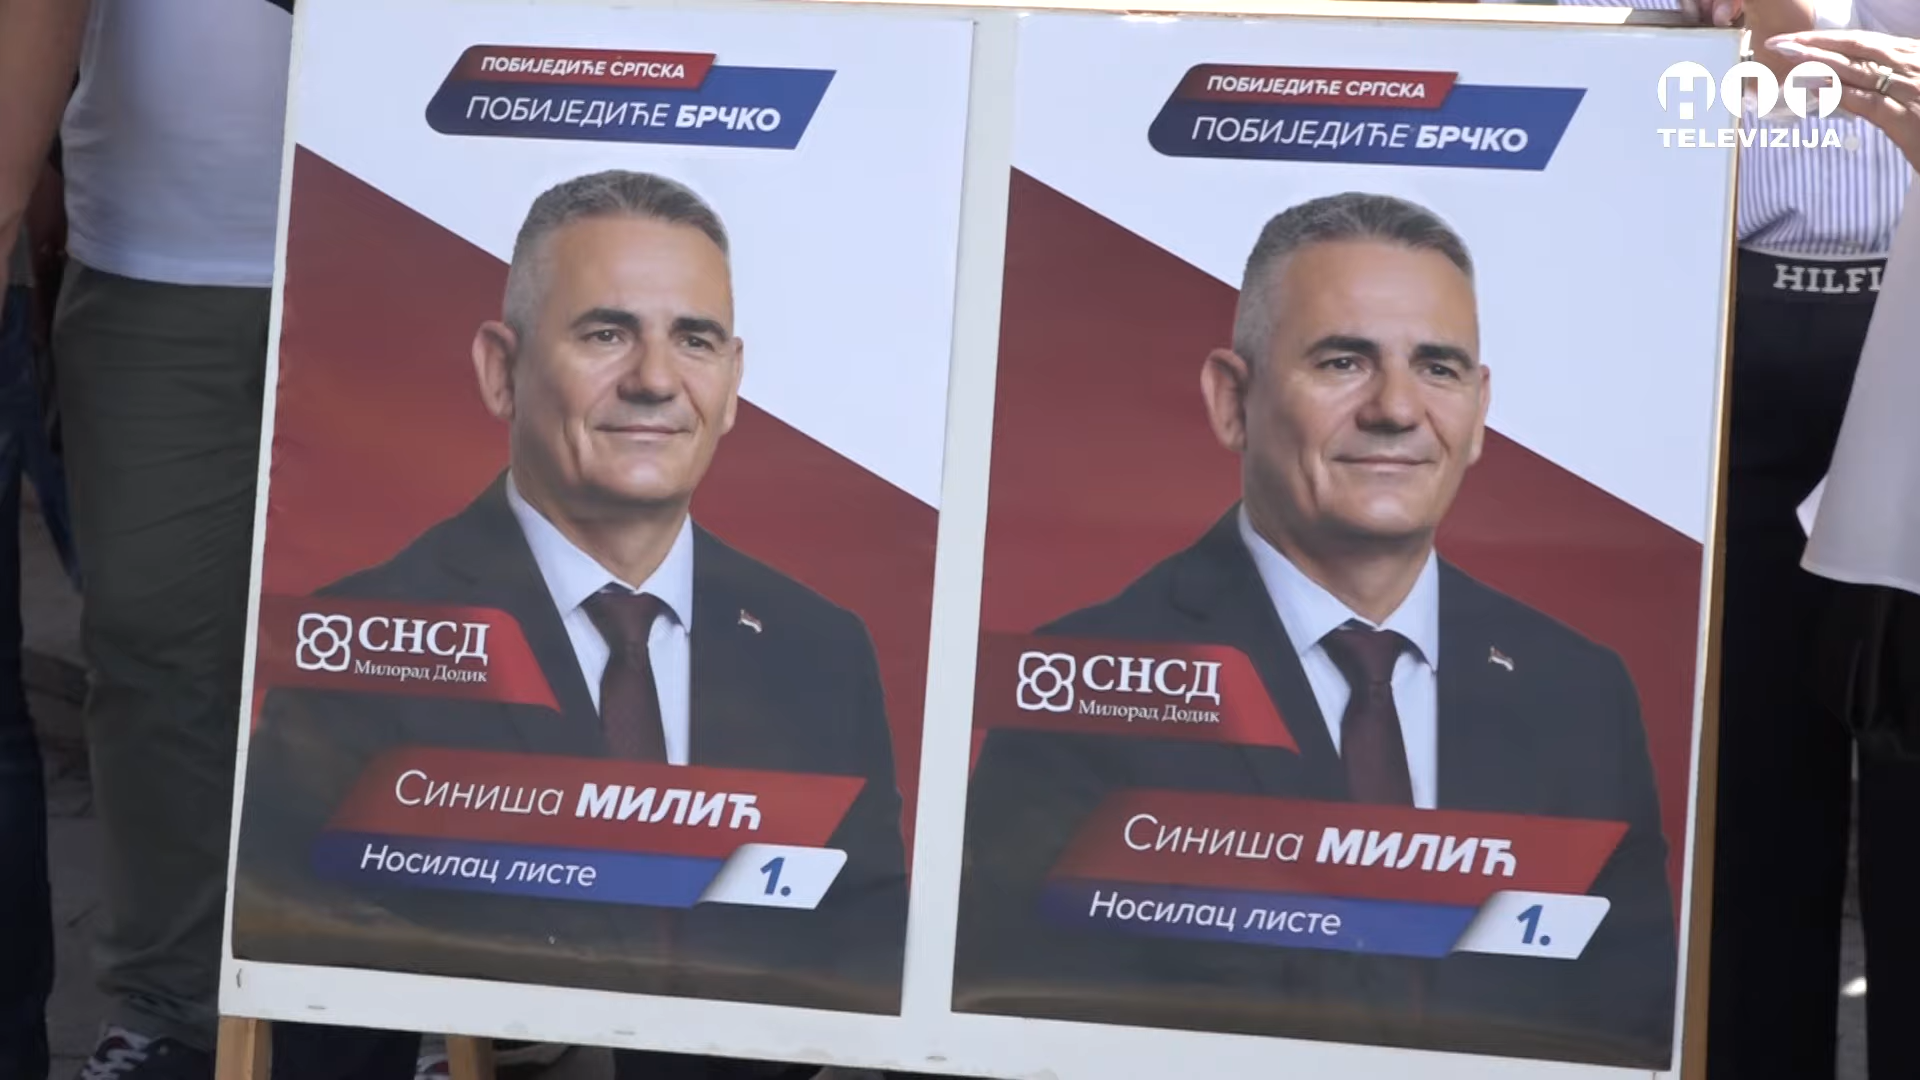 ПОБИЈЕДИЋЕ СРПСКА
ПОБИЈЕДИЋЕ БРЧКО
СНСД
Милорад Додик
Синиша МИЛИЋ
Носилац листе
1.
ПОБИЈЕДИЋЕ СРПСКА
ПОБИЈЕДИЋЕ БРЧКО
СНСД
Милорад Додик
Синиша МИЛИЋ
Носилац листе
1.
HIT
TELEVIZIJA
HILFI